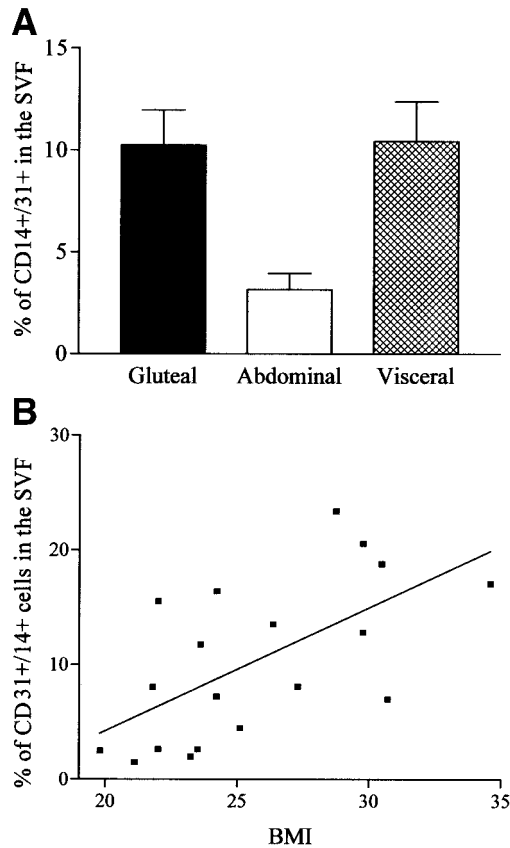 A
% of CD14+/31+ in the SVF
15
10
5
0
Gluteal Abdominal Visceral
B
% of CD31+/14+ cells in the SVF
30
20
10
0
20 25 30 35
BMI